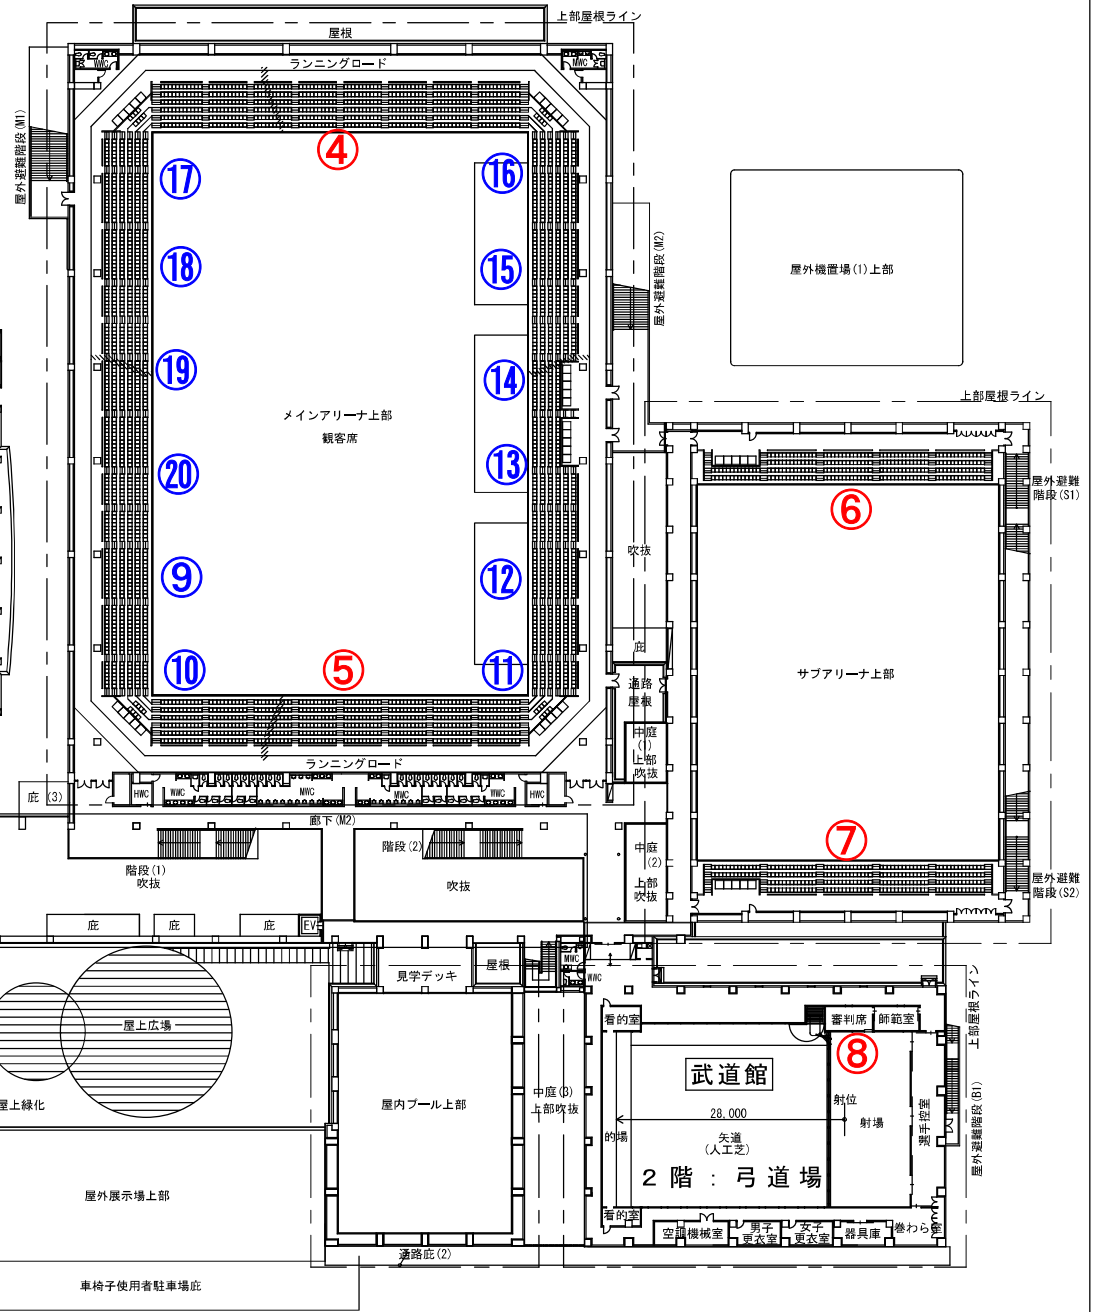 上部屋根ライン
屋根
ランニングロード
WWC
MWC
屋外避難階段(M1)
④
⑰
⑯
⑱
⑮
屋外避難階段(M2)
屋外機置場(1)上部
⑲
⑭
メインアリーナ上部
観客席
上部屋根ライン
⑳
⑬
屋外避難
階段(S1)
⑥
吹抜
⑨
⑫
庇
⑩
⑤
⑪
サブアリーナ上部
通路
屋根
中庭
(1)
上部
吹抜
ランニングロード
庇 (3)
HWC
WWC
MWC
MWC
WWC
HWC
廊下(M2)
階段(1)
吹抜
階段(2)
吹抜
中庭
(2)
上部
吹抜
⑦
屋外避難
階段(S2)
庇
庇
庇
EV
見学デッキ
屋根
MWC
WWC
上部屋根ライン
看的室
審判席
師範室
屋上広場
⑧
武道館
屋上緑化
屋内プール上部
中庭(3)
上部吹抜
28,000
射位
射場
選手控室
屋外避難階段(B1)
的場
矢道
(人工芝)
2階：弓道場
屋外展示場上部
看的室
空調機械室
男子
更衣室
女子
更衣室
器具庫
巻わら室
通路庇(2)
車椅子使用者駐車場庇